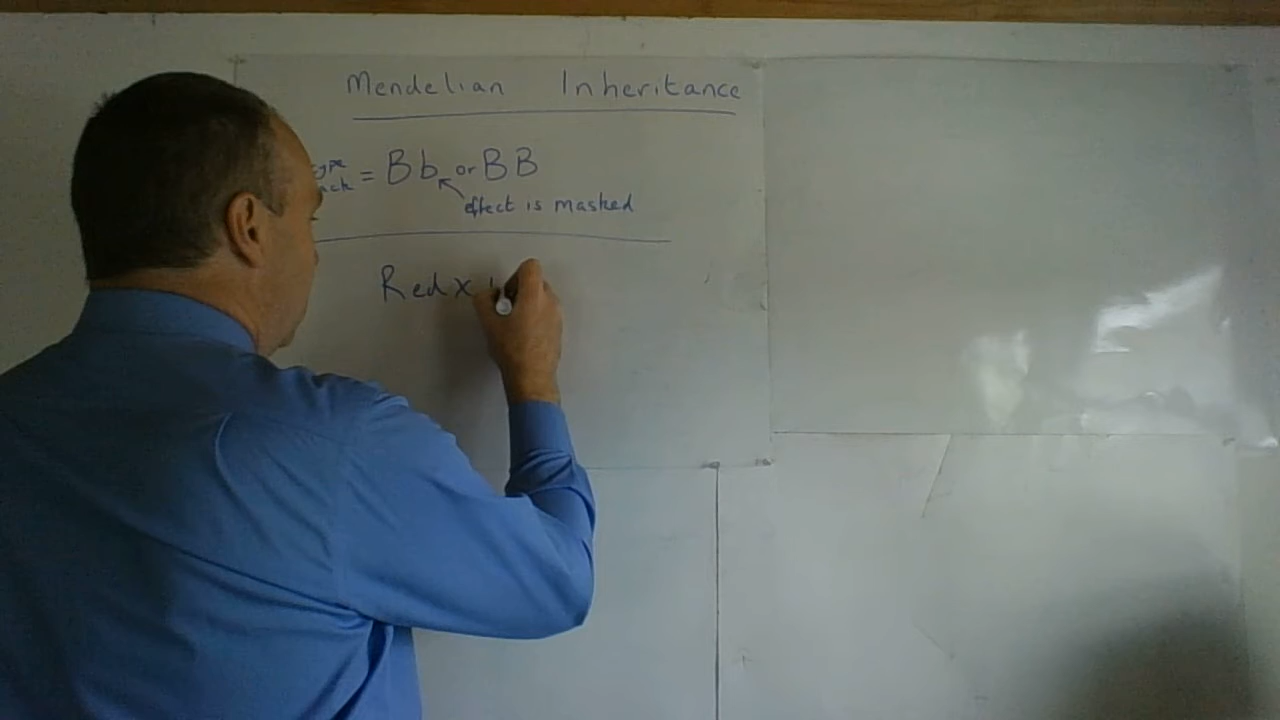 Mendelian Inheritance
= Bb or BB
effect is masked
Red x